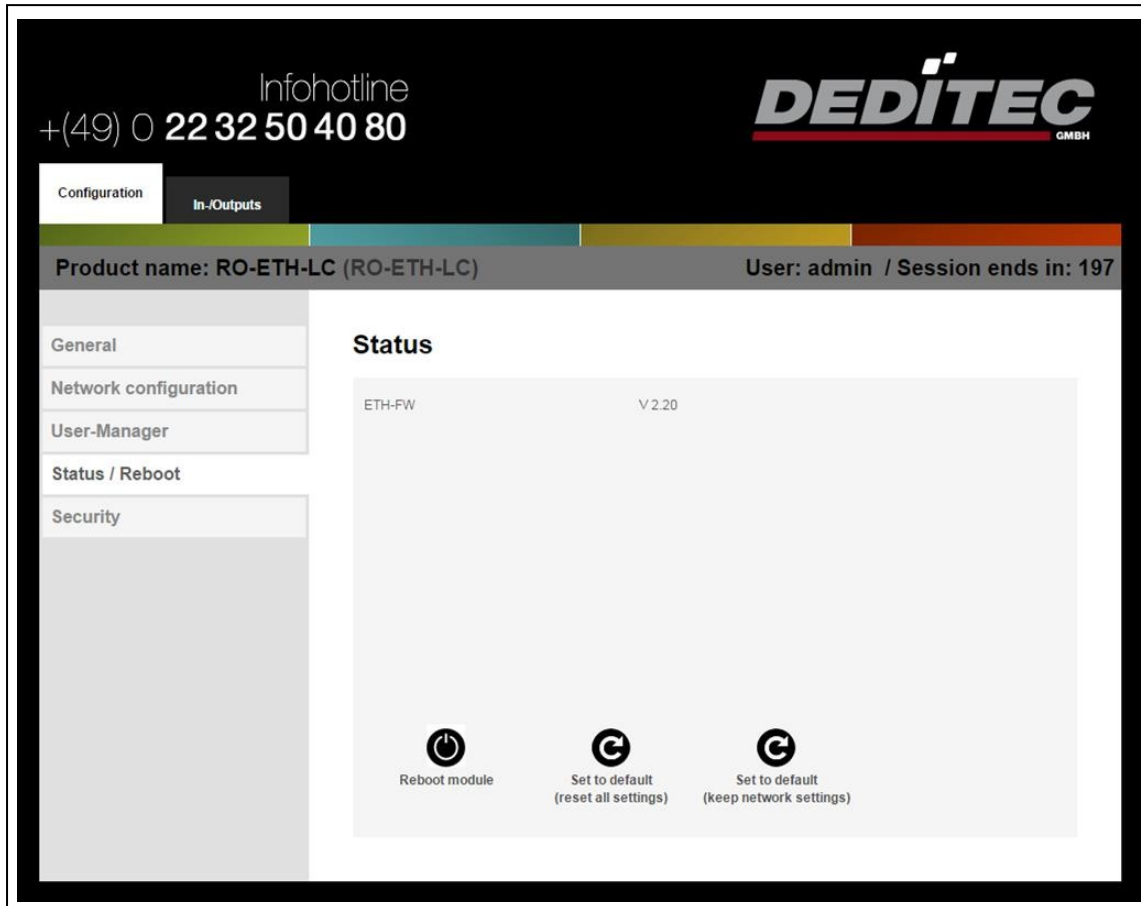 Infohotline
+(49) 0 22 32 50 40 80
DEDITEC
GMBH
Configuration
In-/Outputs
Product name: RO-ETH-LC (RO-ETH-LC)
User: admin / Session ends in: 197
General
Network configuration
User-Manager
Status / Reboot
Security
Status
ETH-FW V 2.20
Reboot module
Set to default
(reset all settings)
Set to default
(keep network settings)